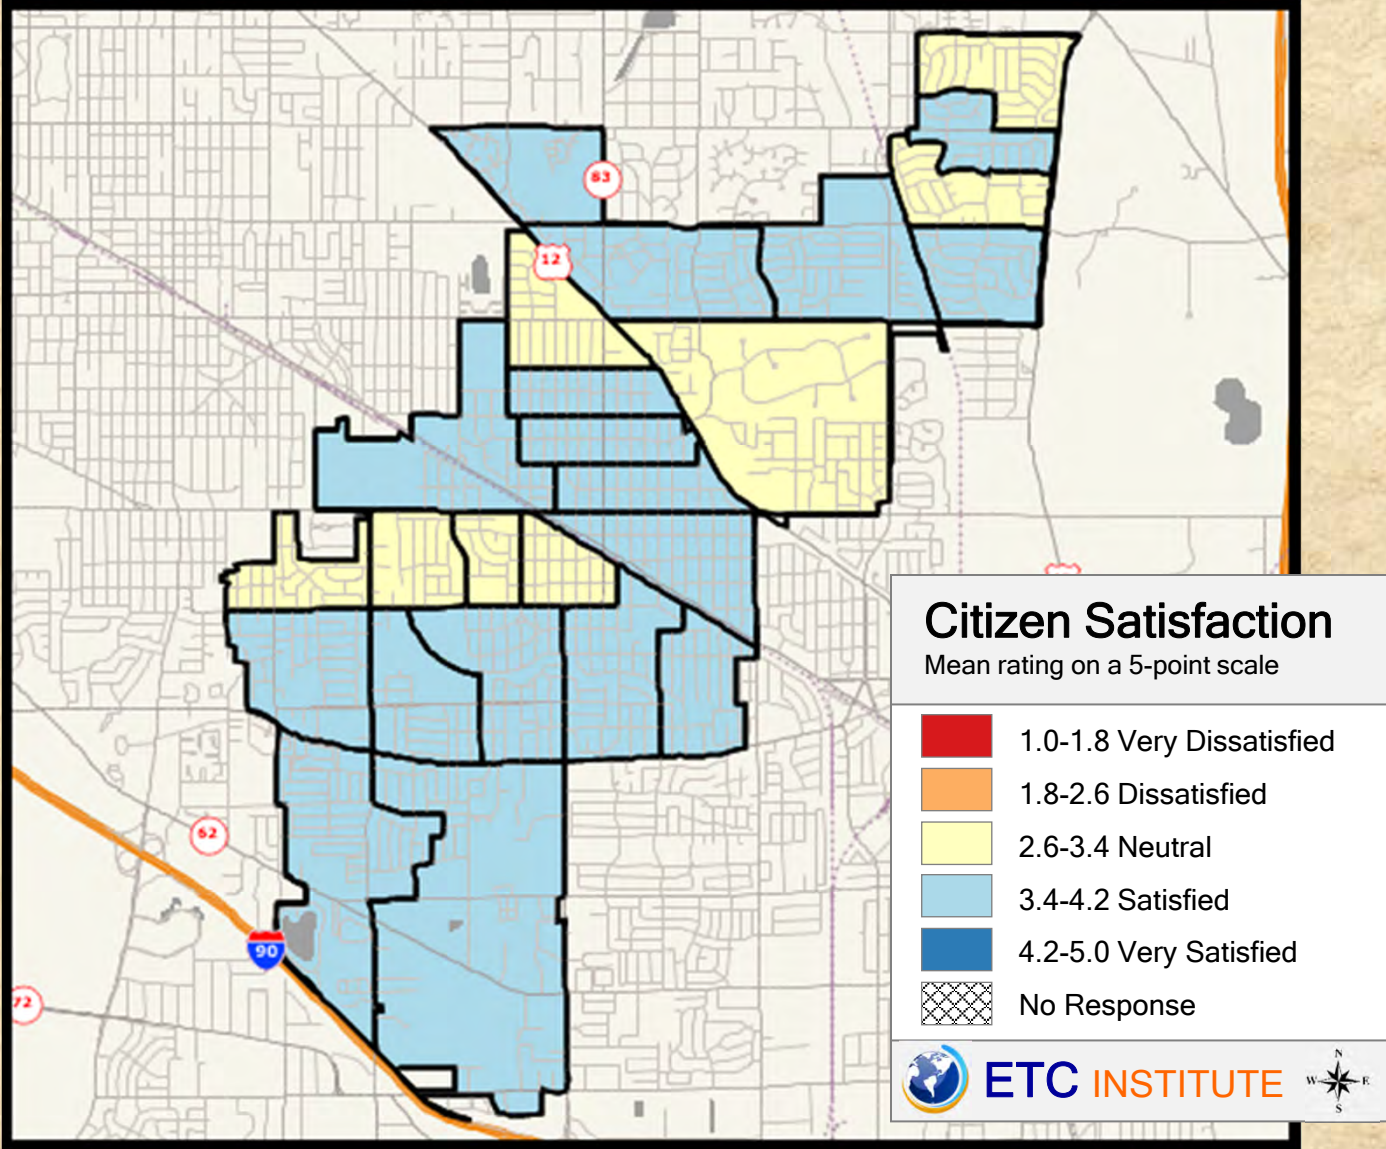 83
12
62
90
72
Citizen Satisfaction
Mean rating on a 5-point scale
1.0-1.8 Very Dissatisfied
1.8-2.6 Dissatisfied
2.6-3.4 Neutral
3.4-4.2 Satisfied
4.2-5.0 Very Satisfied
No Response
ETC INSTITUTE
N
W E
S